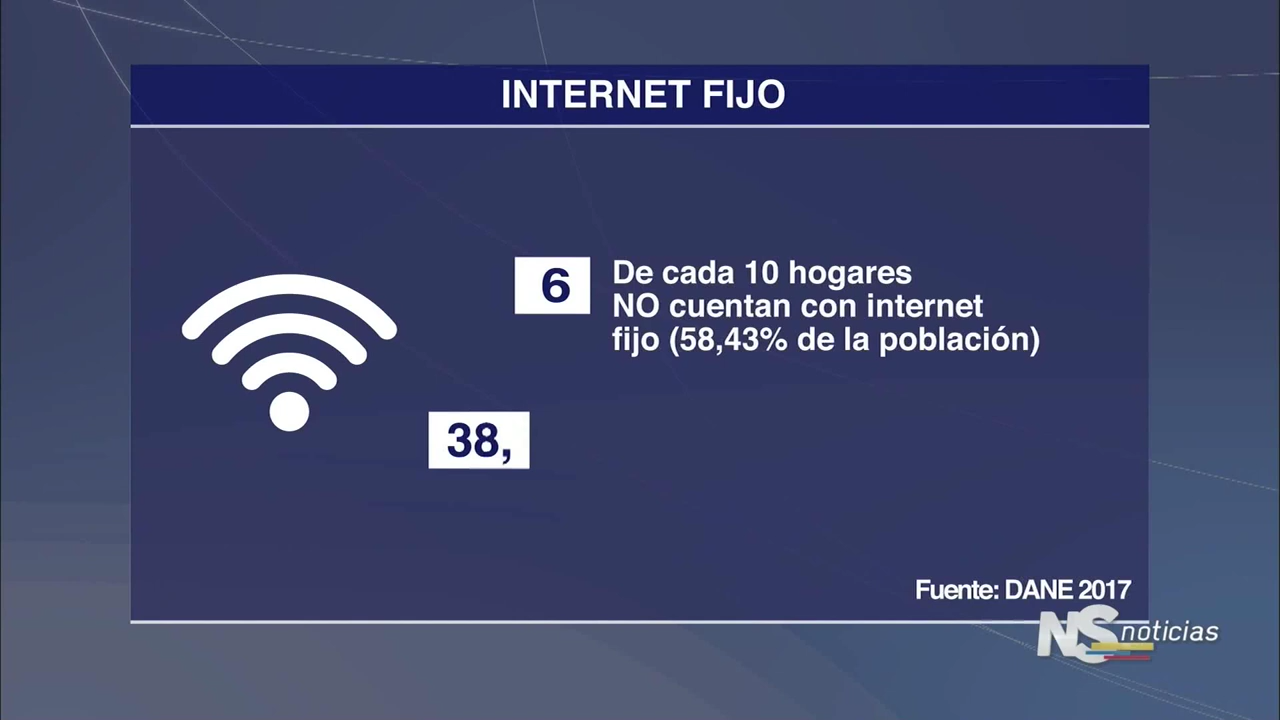 INTERNET FIJO
6
De cada 10 hogares
NO cuentan con internet
fijo (58,43% de la población)
38,
Fuente: DANE 2017
NS noticias